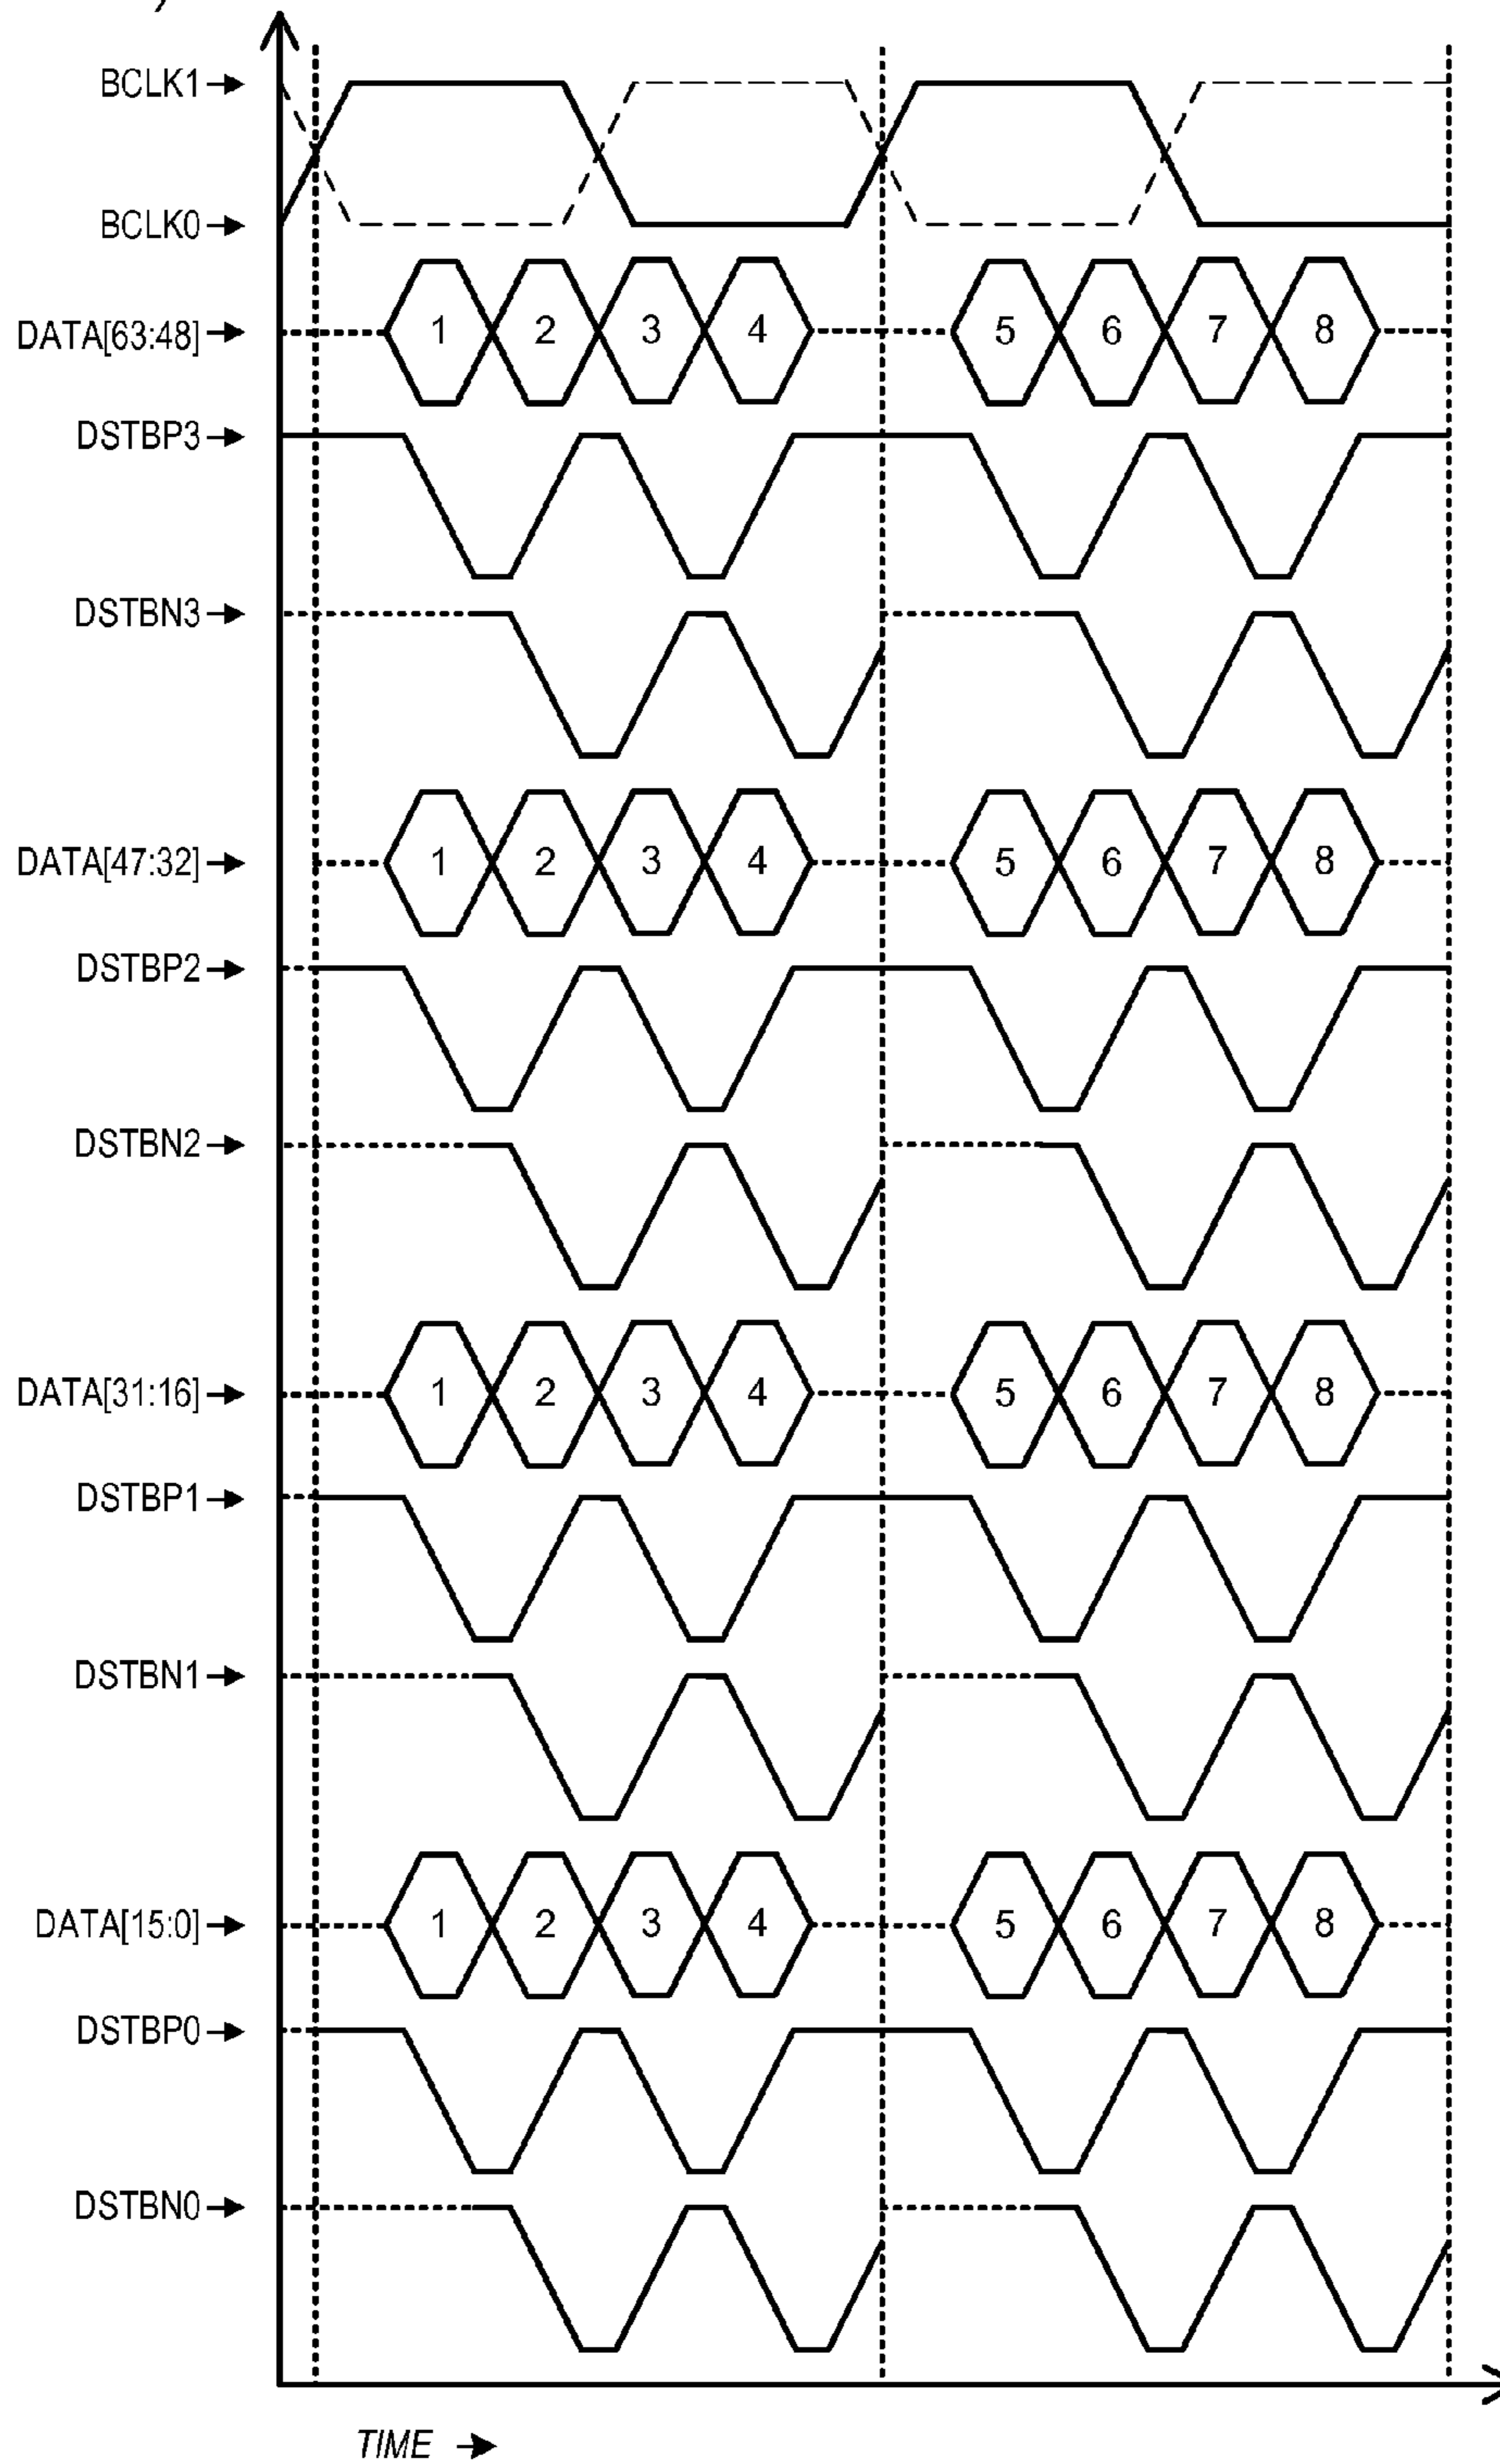 BCLK1
BCLK0
DATA[63:48] 1 2 3 4 5 6 7 8
DSTBP3
DSTBN3
DATA[47:32] 1 2 3 4 5 6 7 8
DSTBP2
DSTBN2
DATA[31:16] 1 2 3 4 5 6 7 8
DSTBP1
DSTBN1
DATA[15:0] 1 2 3 4 5 6 7 8
DSTBP0
DSTBN0
TIME